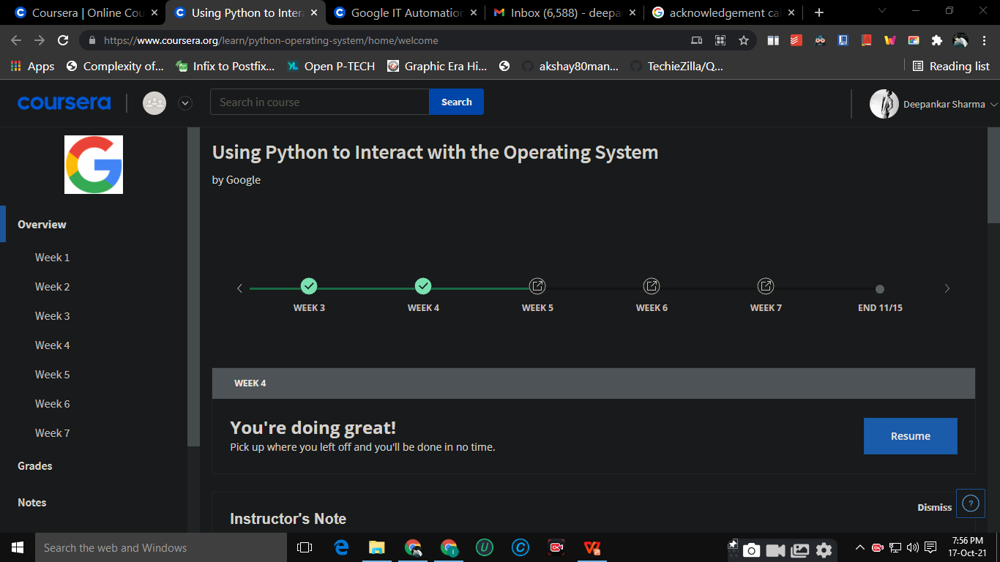 Coursera | Online Cou
Using Python to Intera
Google IT Automation
Inbox (6,588) - deepa
acknowledgement ca
https://www.coursera.org/learn/python-operating-system/home/welcome
Apps
Complexity of...
Infix to Postfix...
Open P-TECH
Graphic Era Hi...
akshay80man...
TechieZilla/Q...
Reading list
coursera
Search in course
Search
Deepankar Sharma
Using Python to Interact with the Operating System
by Google
Overview
Week 1
Week 2
Week 3
Week 4
Week 5
Week 6
Week 7
Grades
Notes
WEEK 3
WEEK 4
WEEK 5
WEEK 6
WEEK 7
END 11/15
WEEK 4
You're doing great!
Pick up where you left off and you'll be done in no time.
Resume
Instructor's Note
Dismiss
?
Search the web and Windows
7:56 PM
17-Oct-21